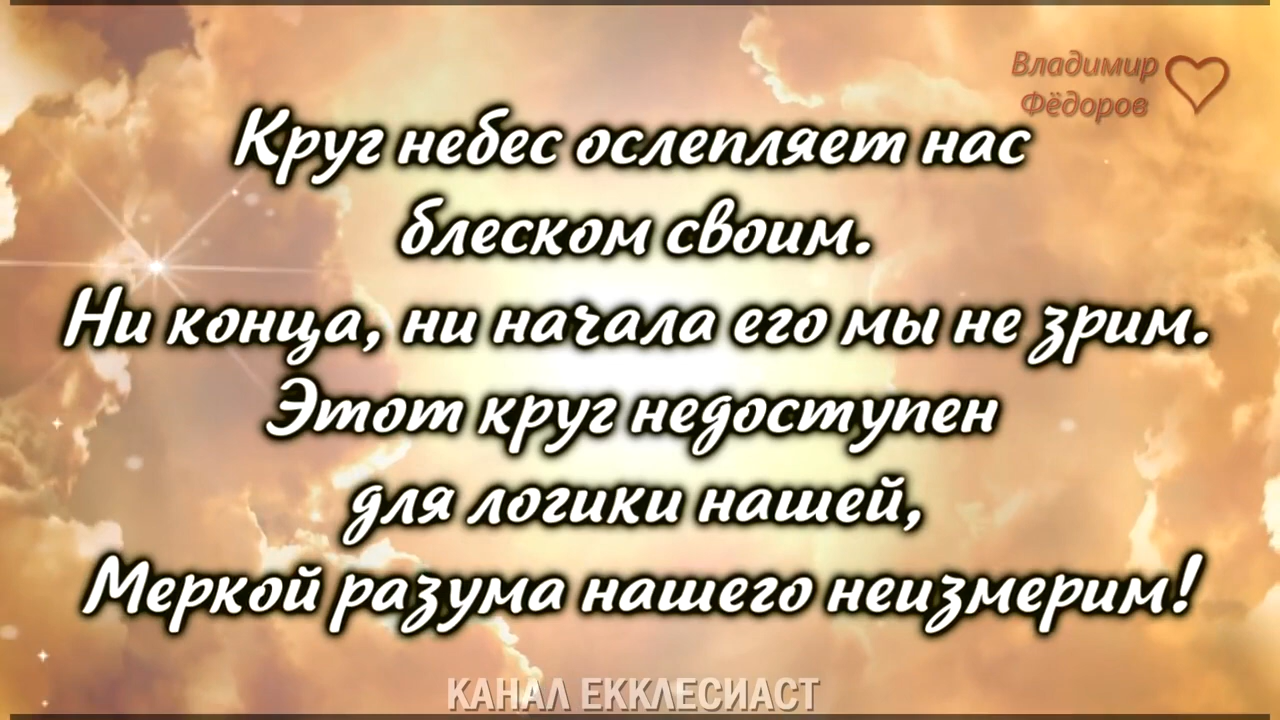 Владимир
Фёдоров
Круг небес ослепляет нас
блеском своим.
Ни конца, ни начала его мы не зрим.
Этот круг недоступен
для логики нашей,
Меркой разума нашего неизмерим!
КАНАЛ ЕККЛЕСИАСТ